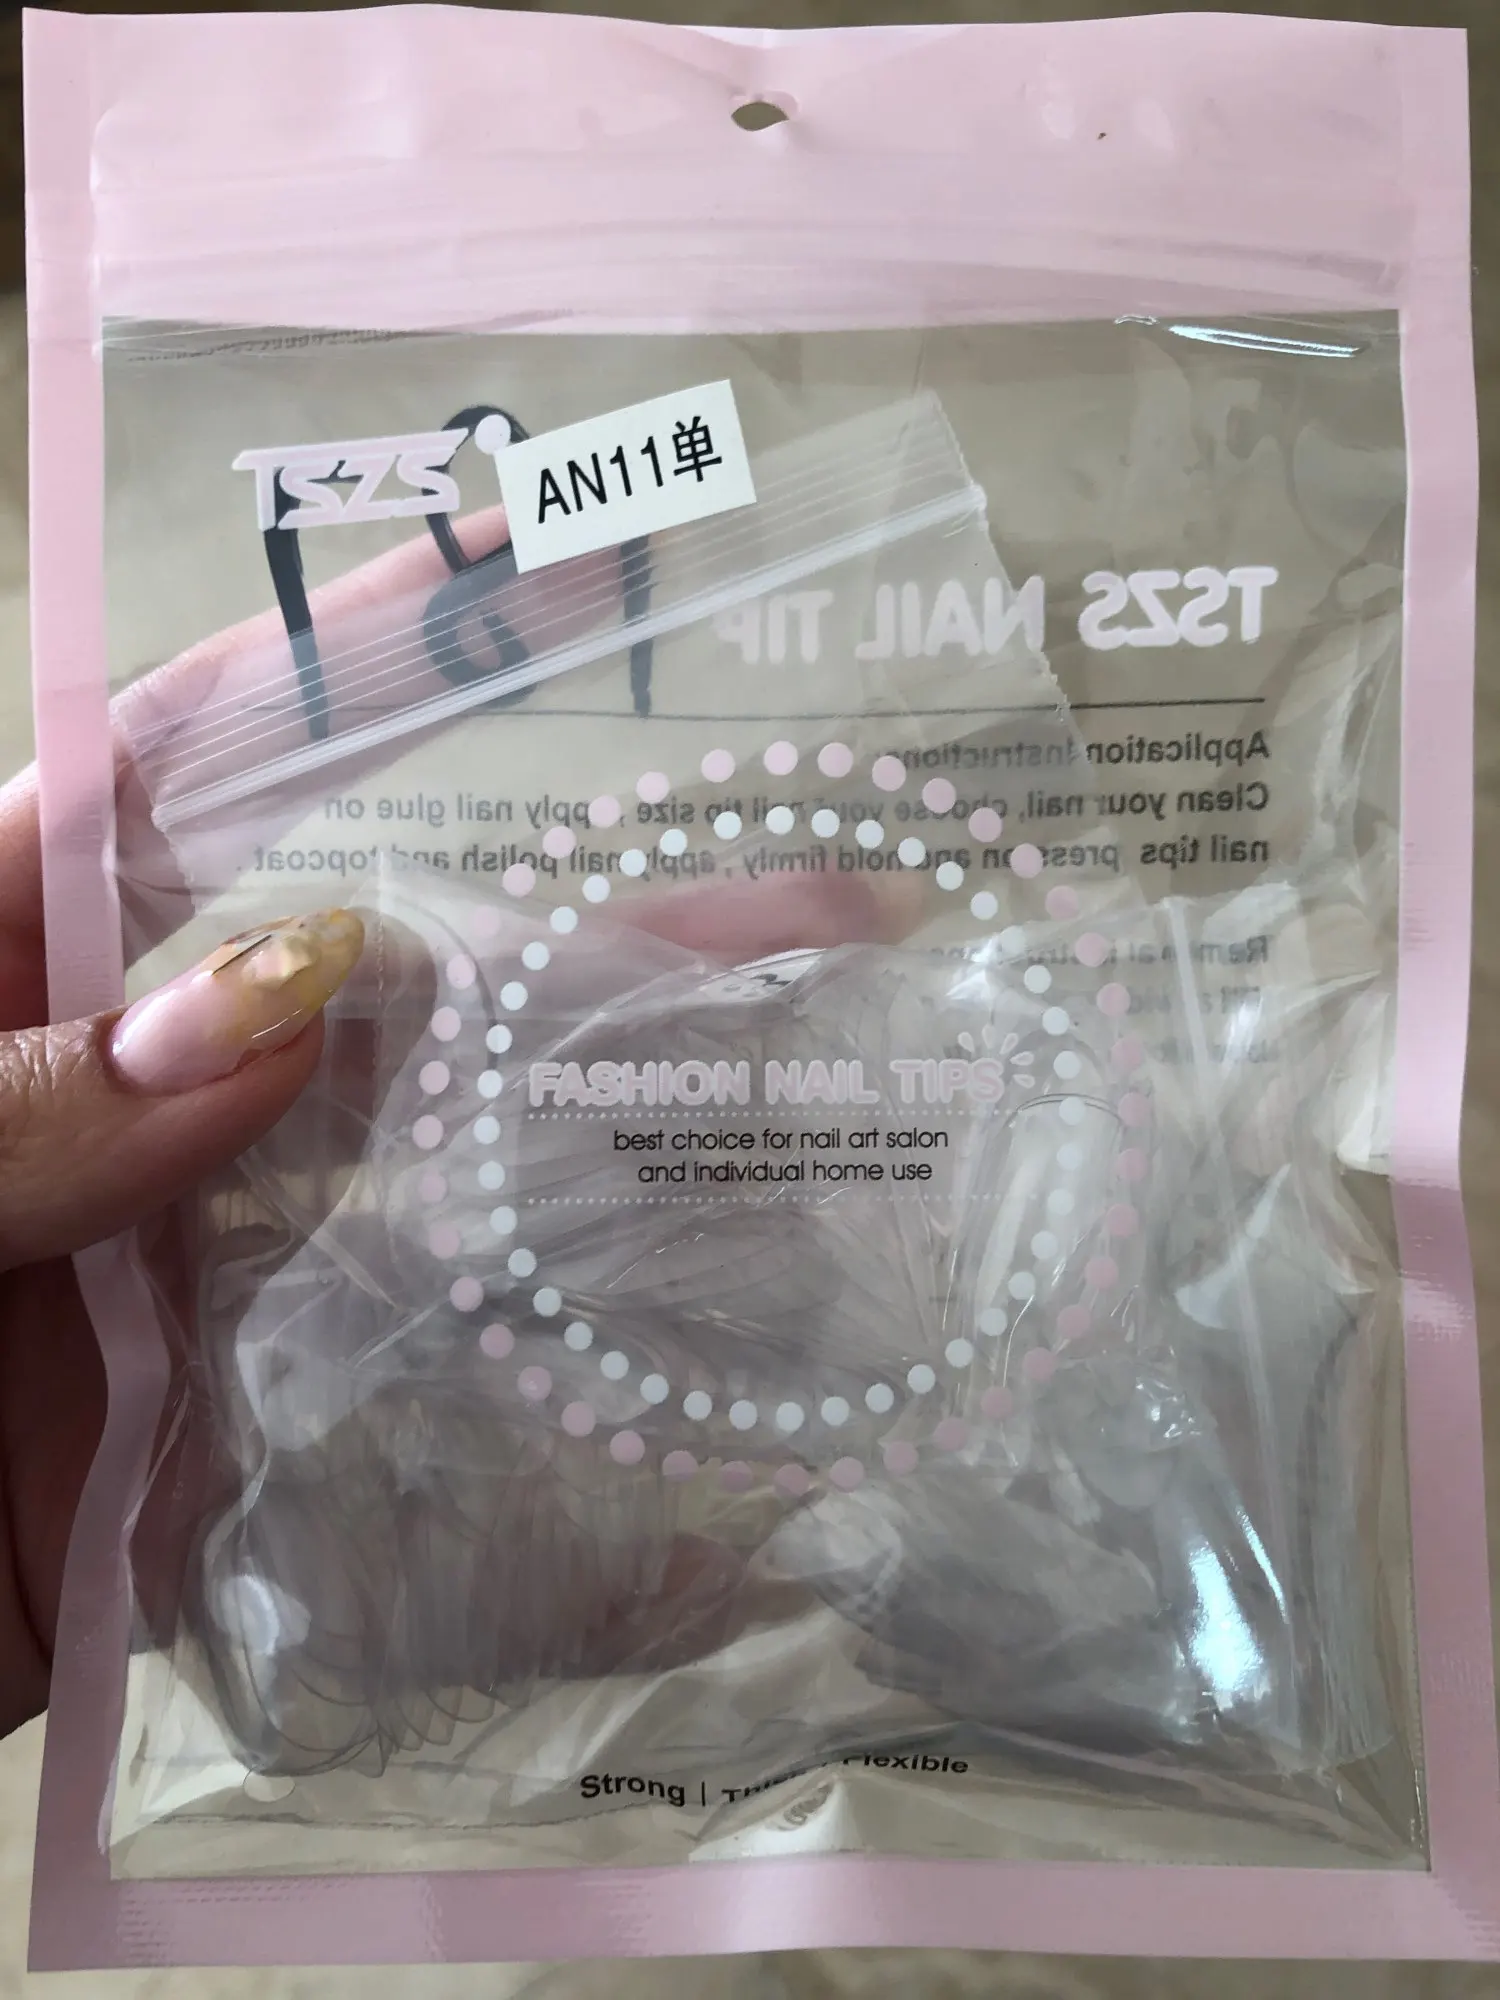 TSZS
AN11单
TSZS NAIL TIP
Application Instructions:
Clean your nail, choose your nail tip size , apply nail glue on
nail tips press on and hold firmly , apply nail polish and topcoat .
Removal Instructions
FASHION NAIL TIPS
best choice for nail art salon
and individual home use
Strong | Flexible